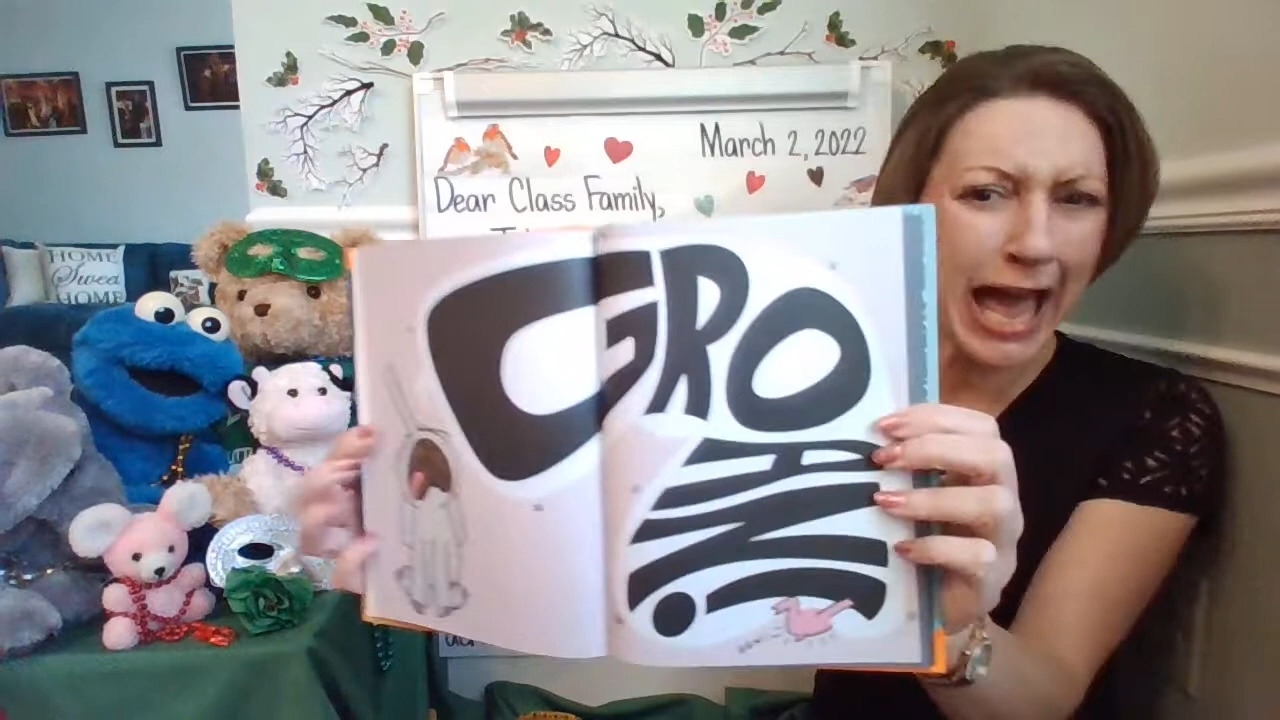 March 2, 2022
Dear Class Family,
HOME
Sweet
HOME
GROAN!